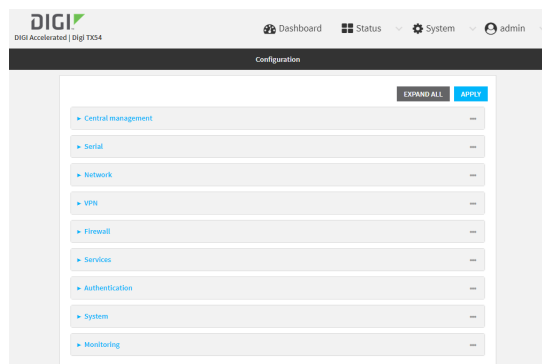 DIGI
DIGI Accelerated | Digi TX54
Dashboard Status System admin
Configuration
EXPAND ALL APPLY
Central management
Serial
Network
VPN
Firewall
Services
Authentication
System
Monitoring